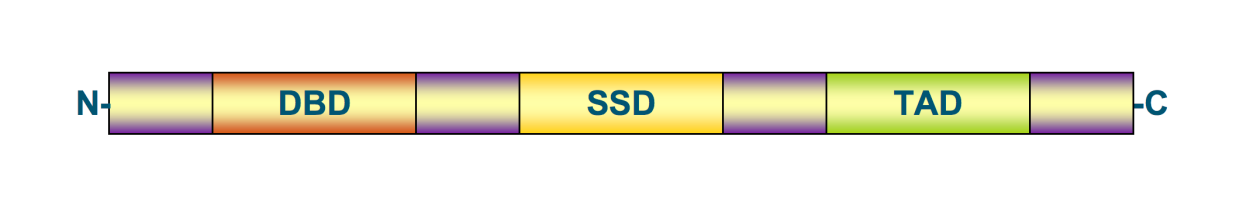 N- DBD SSD TAD -C